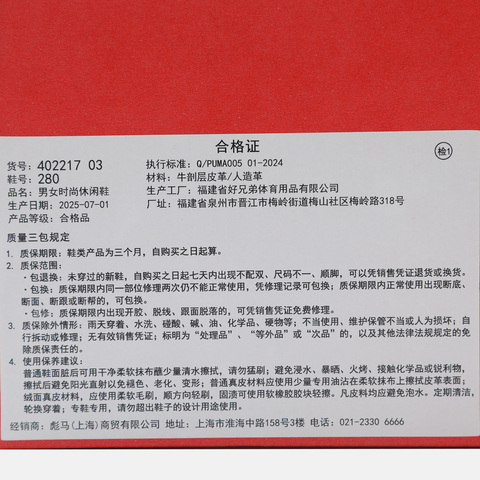 合格证
检1
货号: 402217 03
鞋号: 280
品名: 男女时尚休闲鞋
生产日期: 2025-07-01
产品等级: 合格品
执行标准: Q/PUMA005 01-2024
材料: 牛剖层皮革/人造革
生产工厂: 福建省好兄弟体育用品有限公司
厂址: 福建省泉州市晋江市梅岭街道梅山社区梅岭路318号
质量三包规定
1. 质保期限: 鞋类产品为三个月, 自购买之日起算。
2. 质保范围:
·包退换: 未穿过的新鞋, 自购买之日起七天内出现不配双、尺码不一、顺脚, 可以凭销售凭证退货或换货。
·包换: 质保期限内同一部位修理两次仍不能正常使用, 凭修理记录可包换; 质保期限内正常使用出现断底、
断面、断跟或断帮的, 可包换。
·包修: 质保期内出现开胶、脱线、跟面脱落的, 可凭销售凭证免费修理。
3. 质保除外情形: 雨天穿着、水洗、碰酸、碱、油、化学品、硬物等; 不当使用、维护保管不当或人为损坏; 自
行拆动或修理; 无有效销售凭证; 标明为“处理品”、“等外品”或“次品”的, 以及其他法律法规规定的免
除质保责任的。
4. 使用保养建议:
普通鞋面脏后可用干净柔软抹布蘸少量清水擦拭, 请勿猛刷; 避免浸水、暴晒、火烤、接触化学品或锐利物,
擦拭后避免阳光直射以免褪色、老化、变形; 普通真皮材料应使用少量专用油沾在柔软抹布上擦拭皮革表面;
绒面真皮材料, 应使用柔软毛刷, 顺方向轻刷, 固渍可使用软橡胶胶块轻擦。凡皮料均应避免泡水。定期清洁,
轮换穿着; 专鞋专用, 请勿超出鞋子的设计用途使用。
经销商: 彪马(上海)商贸有限公司 地址: 上海市淮海中路158号3楼 电话: 021-2330 6666